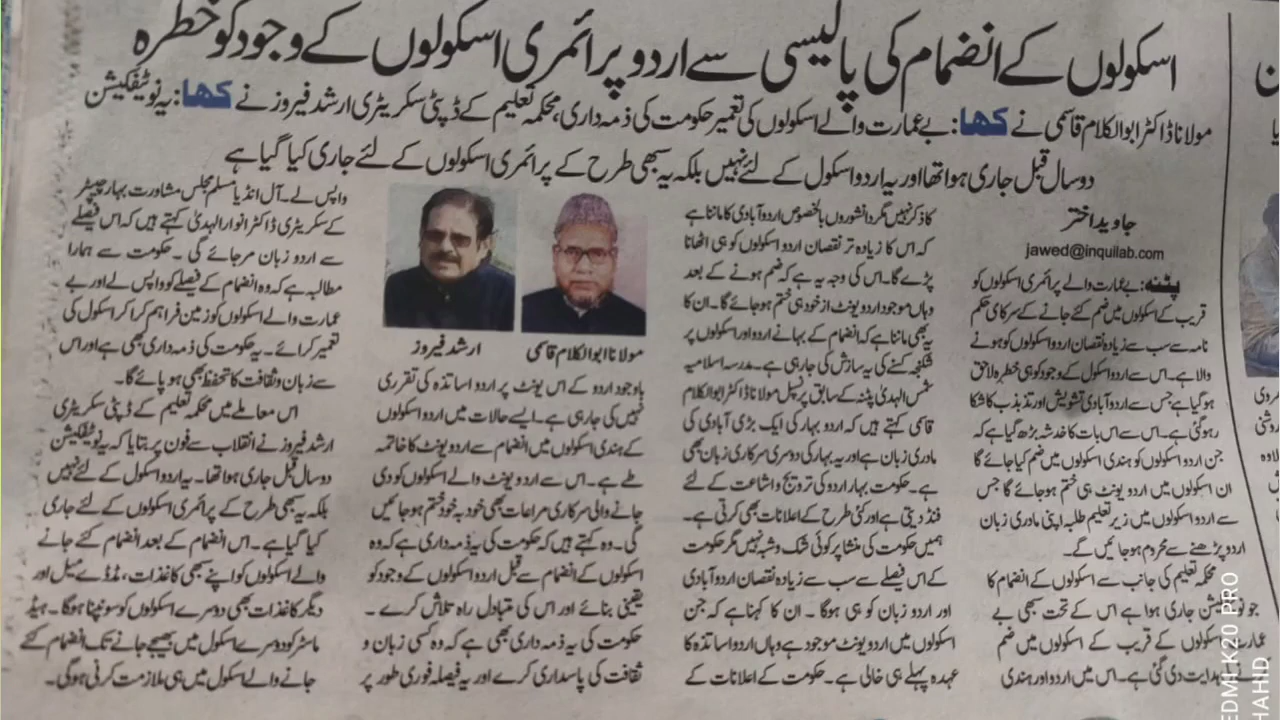 اسکولوں کے انضمام کی پالیسی سے اردو پرائمری اسکولوں کے وجود کو خطرہ
مولانا ڈاکٹر ابوالکلام قاسمی نے کہا: بے عمارت والے اسکولوں کی تعمیر حکومت کی ذمہ داری، محکمہ تعلیم کے ڈپٹی سکریٹری ارشد فیروز نے کہا: یہ نوٹیفکیشن
دو سال قبل جاری ہوا تھا اور یہ اردو اسکول کے لئے نہیں بلکہ یہ سبھی طرح کے پرائمری اسکولوں کے لئے جاری کیا گیا ہے
جاوید اختر
jawed@inquilab.com
پٹنہ: بے عمارت والے پرائمری اسکولوں کو
قریب کے اسکولوں میں ضم کئے جانے کے سرکاری حکم
نامہ سے سب سے زیادہ نقصان اردو اسکولوں کو ہونے
والا ہے۔ اس سے اردو اسکول کے وجود کو ہی خطرہ لاحق
ہو گیا ہے جس سے اردو آبادی تشویش اور تذبذب کا شکار
ہو گئی ہے۔ اس سے اس بات کا خدشہ بڑھ گیا ہے کہ
جن اردو اسکولوں کو ہندی اسکولوں میں ضم کیا جائے گا
ان اسکولوں میں اردو یونٹ ہی ختم ہو جائے گا جس
سے اردو اسکولوں میں زیر تعلیم طلبہ اپنی مادری زبان
اردو پڑھنے سے محروم ہو جائیں گے۔
محکمہ تعلیم کی جانب سے اسکولوں کے انضمام کا
جو نوٹیفکیشن جاری ہوا ہے اس کے تحت سبھی بے
عمارت اسکولوں کے قریب کے اسکولوں میں ضم
ہدایت دی گئی ہے۔ اس میں اردو اور ہندی
کا ذکر نہیں مگر دانشوروں بالخصوص اردو آبادی کا ماننا ہے
کہ اس کا زیادہ تر نقصان اردو اسکولوں کو ہی اٹھانا
پڑے گا۔ اس کی وجہ یہ ہے کہ ضم ہونے کے بعد
وہاں موجود اردو یونٹ از خود ہی ختم ہو جائے گا۔ ان کا
یہ بھی ماننا ہے کہ انضمام کے بہانے اردو اور اسکولوں پر
شکنجہ کسنے کی یہ سازش کی جارہی ہے۔ مدرسہ اسلامیہ
شمس الہدیٰ پٹنہ کے سابق پرنسپل مولانا ڈاکٹر ابوالکلام
قاسمی کہتے ہیں کہ اردو بہار کی ایک بڑی آبادی کی
مادری زبان ہے اور یہ بہار کی دوسری سرکاری زبان بھی
ہے۔ حکومت بہار اردو کی ترویج و اشاعت کے لئے
فنڈ دیتی ہے اور کئی طرح کے اعلانات بھی کرتی ہے۔
ہمیں حکومت کی منشا پر کوئی شک و شبہ نہیں مگر حکومت
کے اس فیصلے سے سب سے زیادہ نقصان اردو آبادی
اور اردو زبان کو ہی ہوگا۔ ان کا کہنا ہے کہ جن
اسکولوں میں اردو یونٹ موجود ہے وہاں اردو اساتذہ کا
عہدہ پہلے ہی خالی ہے۔ حکومت کے اعلانات کے
مولانا ابوالکلام قاسمی
ارشد فیروز
باوجود اردو کے اس یونٹ پر اردو اساتذہ کی تقرری
نہیں کی جارہی ہے۔ ایسے حالات میں اردو اسکولوں
کے ہندی اسکولوں میں انضمام سے اردو یونٹ کا خاتمہ
طے ہے۔ اس سے اردو یونٹ والے اسکولوں کو دی
جانے والی سرکاری مراعات بھی خود بہ خود ختم ہو جائیں
گی۔ وہ کہتے ہیں کہ حکومت کی یہ ذمہ داری ہے کہ وہ
اسکولوں کے انضمام سے قبل اردو اسکولوں کے وجود کو
یقینی بنائے اور اس کی متبادل راہ تلاش کرے۔
حکومت کی یہ ذمہ داری بھی ہے کہ وہ کسی زبان و
ثقافت کی پاسداری کرے اور یہ فیصلہ فوری طور پر
واپس لے۔ آل انڈیا مسلم مجلس مشاورت بہار چیپٹر
کے سکریٹری ڈاکٹر انوار الہدیٰ کہتے ہیں کہ اس فیصلے
سے اردو زبان مر جائے گی۔ حکومت سے ہمارا
مطالبہ ہے کہ وہ انضمام کے فیصلے کو واپس لے اور بے
عمارت والے اسکولوں کو زمین فراہم کرا کر اسکول کی
تعمیر کرائے۔ یہ حکومت کی ذمہ داری بھی ہے اور اس
سے زبان و ثقافت کا تحفظ بھی ہو پائے گا۔
اس معاملے میں محکمہ تعلیم کے ڈپٹی سکریٹری
ارشد فیروز نے انقلاب سے فون پر بتایا کہ یہ نوٹیفکیشن
دو سال قبل جاری ہوا تھا۔ یہ اردو اسکول کے لئے نہیں
بلکہ یہ سبھی طرح کے پرائمری اسکولوں کے لئے جاری
کیا گیا ہے۔ اس انضمام کے بعد انضمام کئے جانے
والے اسکولوں کو اپنے بھی کاغذات، مڈڈے میل اور
دیگر کاغذات بھی دوسرے اسکولوں کو سونپنا ہوگا۔ ہیڈ
ماسٹر کو دوسرے اسکول میں بھیجے جانے تک انضمام کئے
جانے والے اسکول میں ہی ملازمت کرنی ہوگی۔
EDMI K20 PRO
HAHID